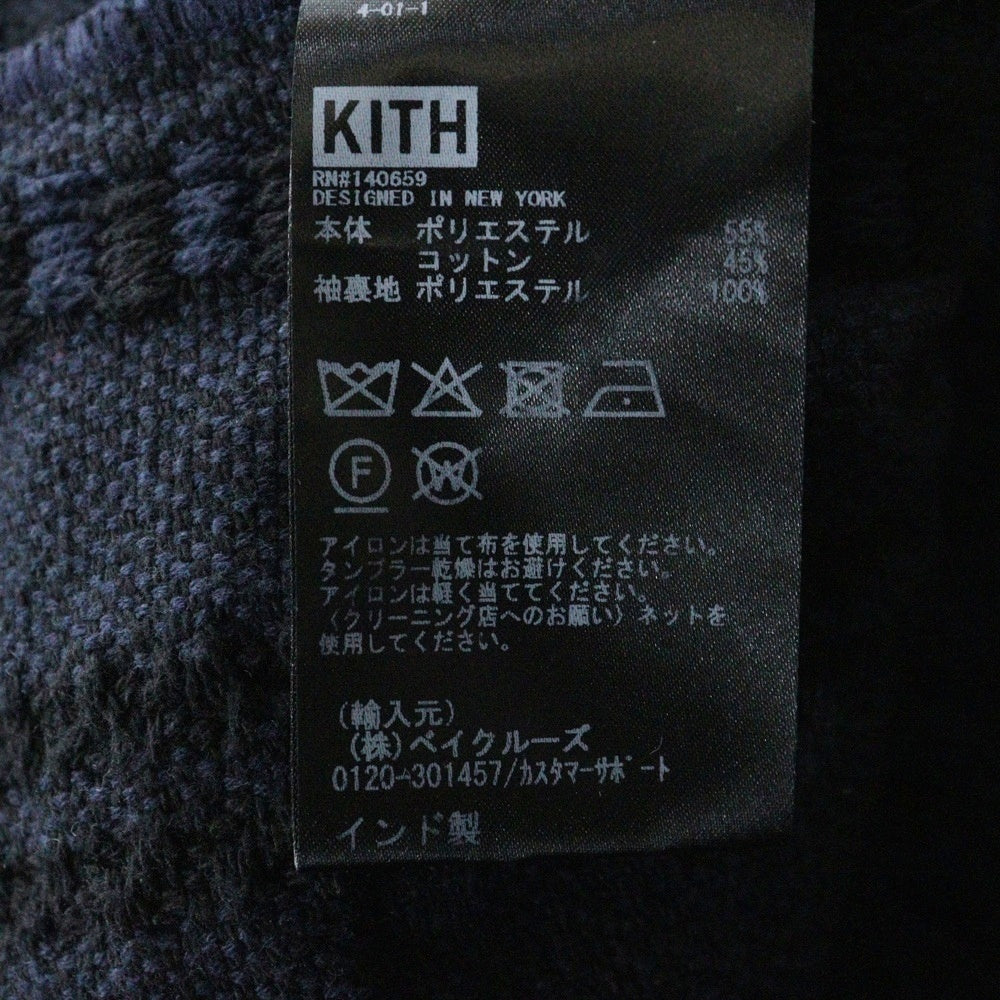 4-01-1
KITH
RN#140659
DESIGNED IN NEW YORK
本体 ポリエステル 55%
コットン 45%
袖裏地 ポリエステル 100%
F
W
アイロンは当て布を使用してください。
タンブラー乾燥はお避けください。
アイロンは軽く当ててください。
〈クリーニング店へのお願い〉ネットを
使用してください。
(輸入元)
(株)ベイクルーズ
0120-301457/カスタマーサポート
インド製